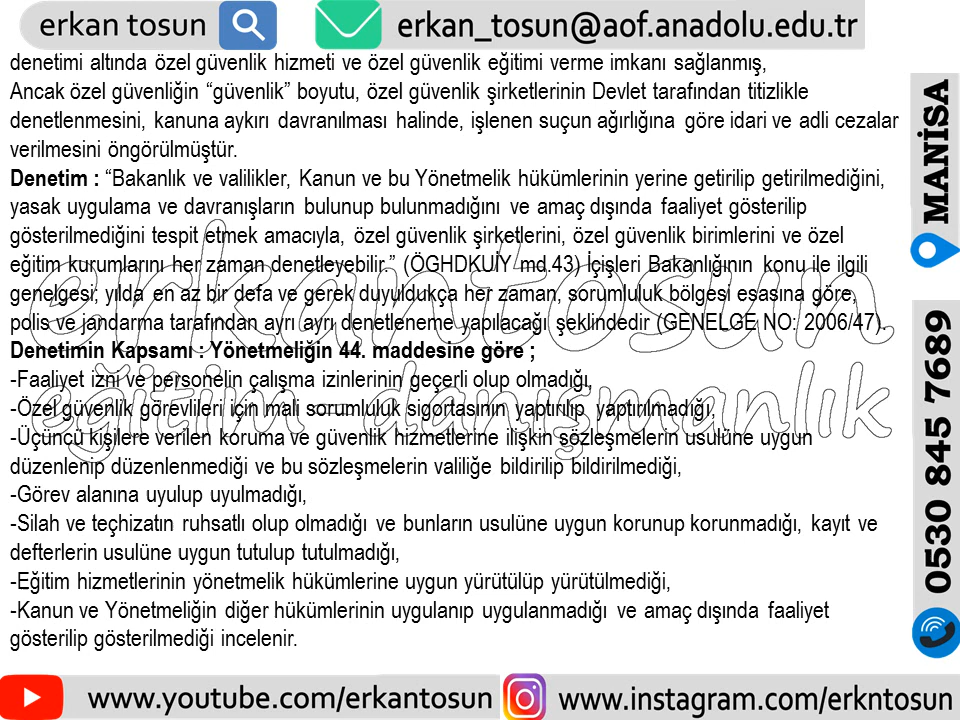 erkan tosun
erkan_tosun@aof.anadolu.edu.tr
denetimi altında özel güvenlik hizmeti ve özel güvenlik eğitimi verme imkanı sağlanmış,
Ancak özel güvenliğin “güvenlik” boyutu, özel güvenlik şirketlerinin Devlet tarafından titizlikle
denetlenmesini, kanuna aykırı davranılması halinde, işlenen suçun ağırlığına göre idari ve adli cezalar
verilmesini öngörülmüştür.
Denetim : “Bakanlık ve valilikler, Kanun ve bu Yönetmelik hükümlerinin yerine getirilip getirilmediğini,
yasak uygulama ve davranışların bulunup bulunmadığını ve amaç dışında faaliyet gösterilip
gösterilmediğini tespit etmek amacıyla, özel güvenlik şirketlerini, özel güvenlik birimlerini ve özel
eğitim kurumlarını her zaman denetleyebilir.” (ÖGHDKUİY md.43) İçişleri Bakanlığının konu ile ilgili
genelgesi; yılda en az bir defa ve gerek duyuldukça her zaman, sorumluluk bölgesi esasına göre,
polis ve jandarma tarafından ayrı ayrı denetleneme yapılacağı şeklindedir (GENELGE NO: 2006/47).
Denetimin Kapsamı : Yönetmeliğin 44. maddesine göre ;
-Faaliyet izni ve personelin çalışma izinlerinin geçerli olup olmadığı,
-Özel güvenlik görevlileri için mali sorumluluk sigortasının yaptırılıp yaptırılmadığı,
-Üçüncü kişilere verilen koruma ve güvenlik hizmetlerine ilişkin sözleşmelerin usulüne uygun
düzenlenip düzenlenmediği ve bu sözleşmelerin valiliğe bildirilip bildirilmediği,
-Görev alanına uyulup uyulmadığı,
-Silah ve teçhizatın ruhsatlı olup olmadığı ve bunların usulüne uygun korunup korunmadığı, kayıt ve
defterlerin usulüne uygun tutulup tutulmadığı,
-Eğitim hizmetlerinin yönetmelik hükümlerine uygun yürütülüp yürütülmediği,
-Kanun ve Yönetmeliğin diğer hükümlerinin uygulanıp uygulanmadığı ve amaç dışında faaliyet
gösterilip gösterilmediği incelenir.
erkantosun
eğitim - danışmanlık
MANİSA
0530 845 7689
www.youtube.com/erkantosun
www.instagram.com/erkntosun